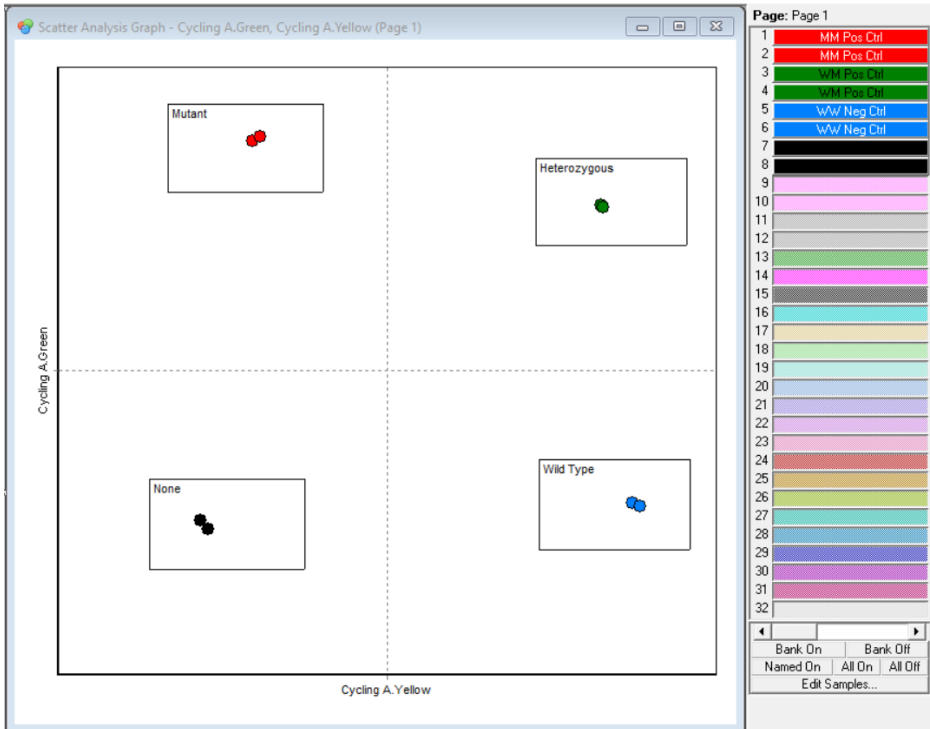 Scatter Analysis Graph - Cycling A.Green, Cycling A.Yellow (Page 1)
Mutant
Heterozygous
None
Wild Type
Cycling A.Green
Cycling A.Yellow
Page: Page 1
1 MM Pos Ctrl
2 MM Pos Ctrl
3 WM Pos Ctrl
4 WM Pos Ctrl
5 WW Neg Ctrl
6 WW Neg Ctrl
7
8
9
10
11
12
13
14
15
16
17
18
19
20
21
22
23
24
25
26
27
28
29
30
31
32
Bank On Bank Off
Named On All On All Off
Edit Samples...